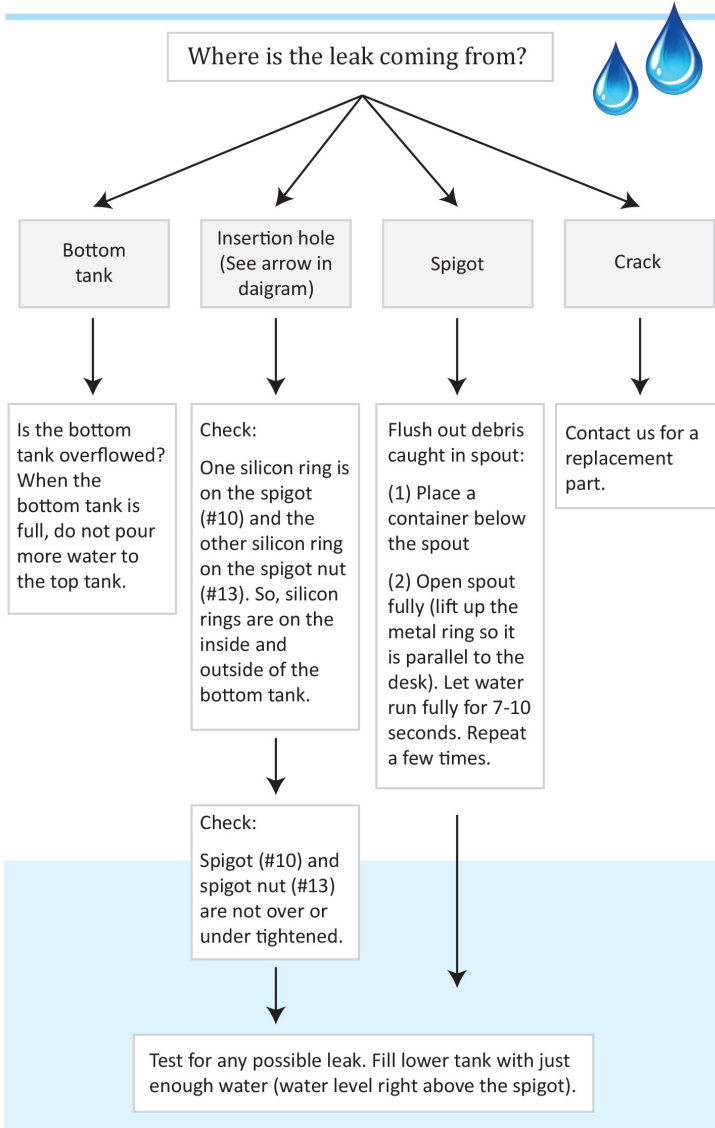 Where is the leak coming from?
Bottom
tank
Insertion hole
(See arrow in
daigram)
Spigot
Crack
Is the bottom
tank overflowed?
When the
bottom tank is
full, do not pour
more water to
the top tank.
Check:
One silicon ring is
on the spigot
(#10) and the
other silicon ring
on the spigot nut
(#13). So, silicon
rings are on the
inside and
outside of the
bottom tank.
Check:
Spigot (#10) and
spigot nut (#13)
are not over or
under tightened.
Flush out debris
caught in spout:
(1) Place a
container below
the spout
(2) Open spout
fully (lift up the
metal ring so it
is parallel to the
desk). Let water
run fully for 7-10
seconds. Repeat
a few times.
Contact us for a
replacement
part.
Test for any possible leak. Fill lower tank with just
enough water (water level right above the spigot).